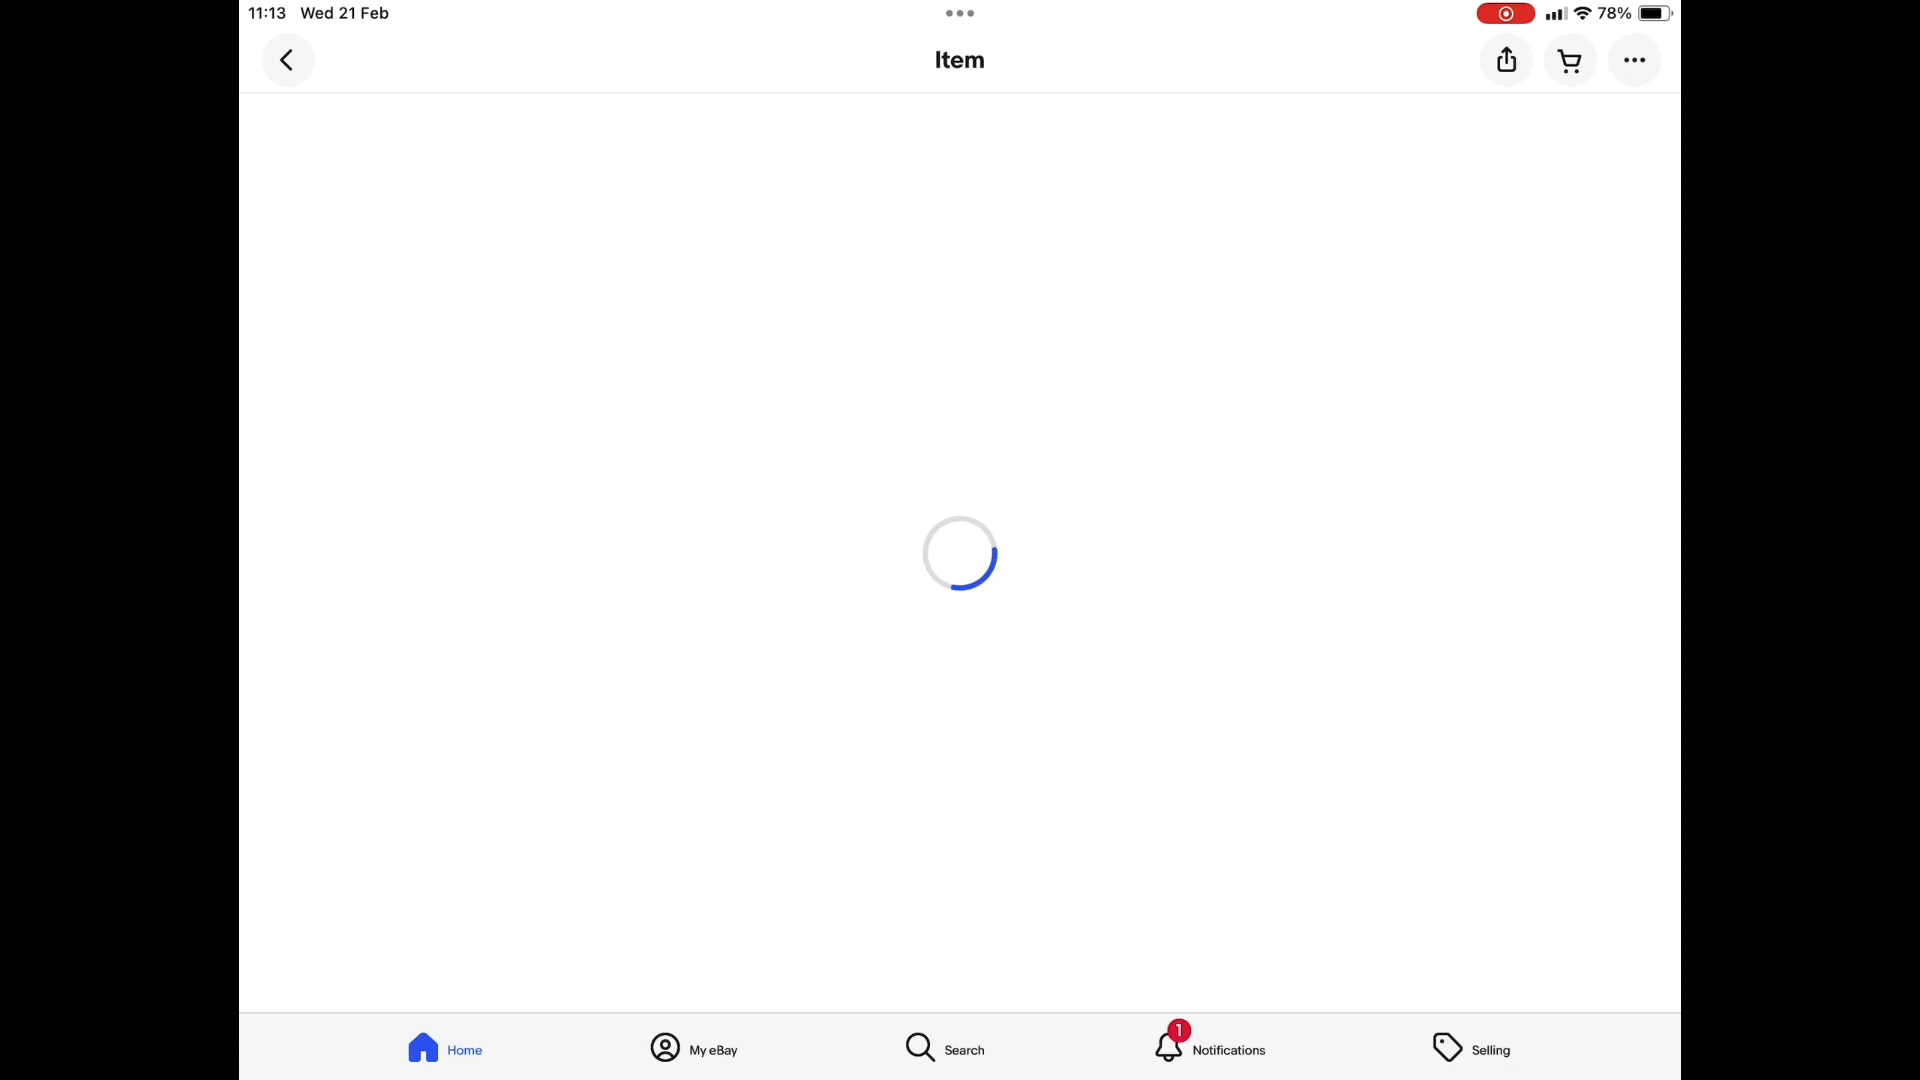 11:13 Wed 21 Feb
78%
Item
1
Home
My eBay
Search
Notifications
Selling